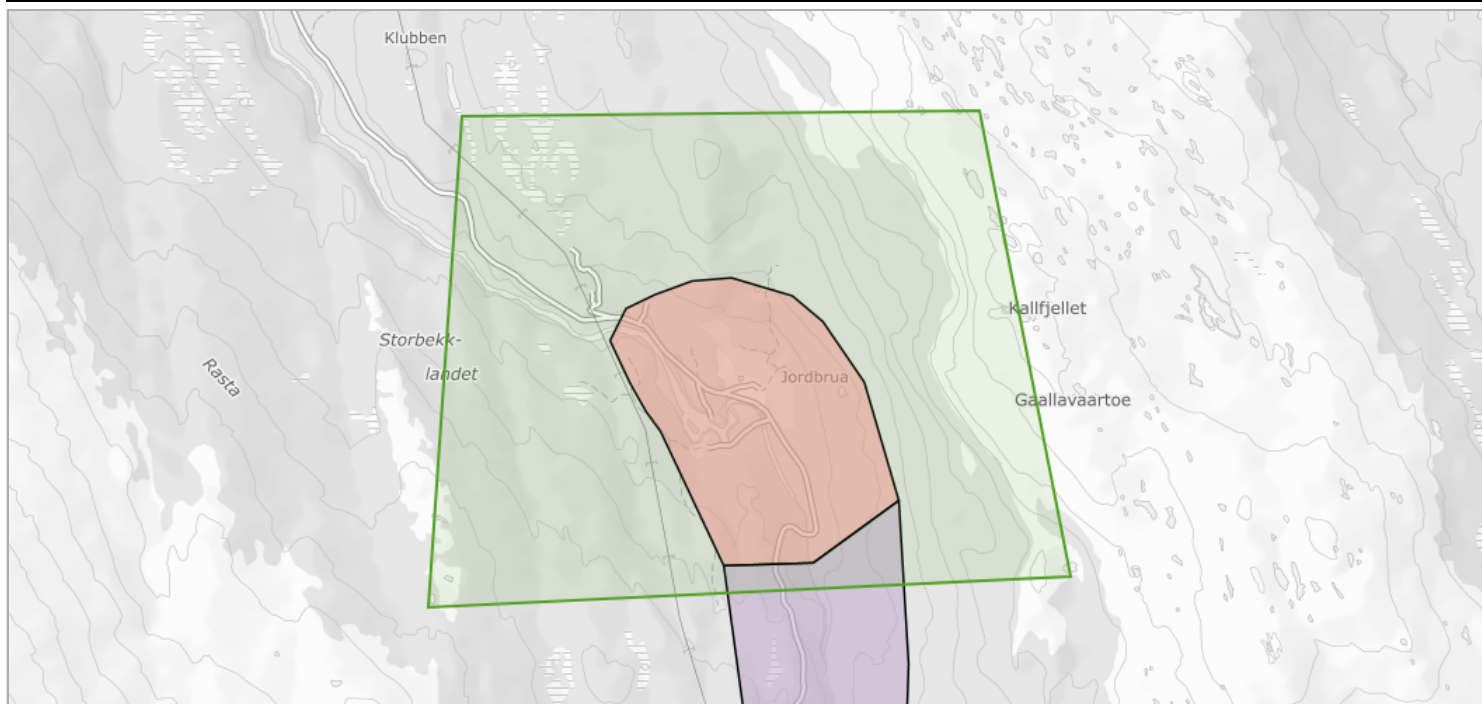 Klubben
Kallfjellet
Storbekk-
landet
Rasta
Jordbrua
Gaallavaartoe